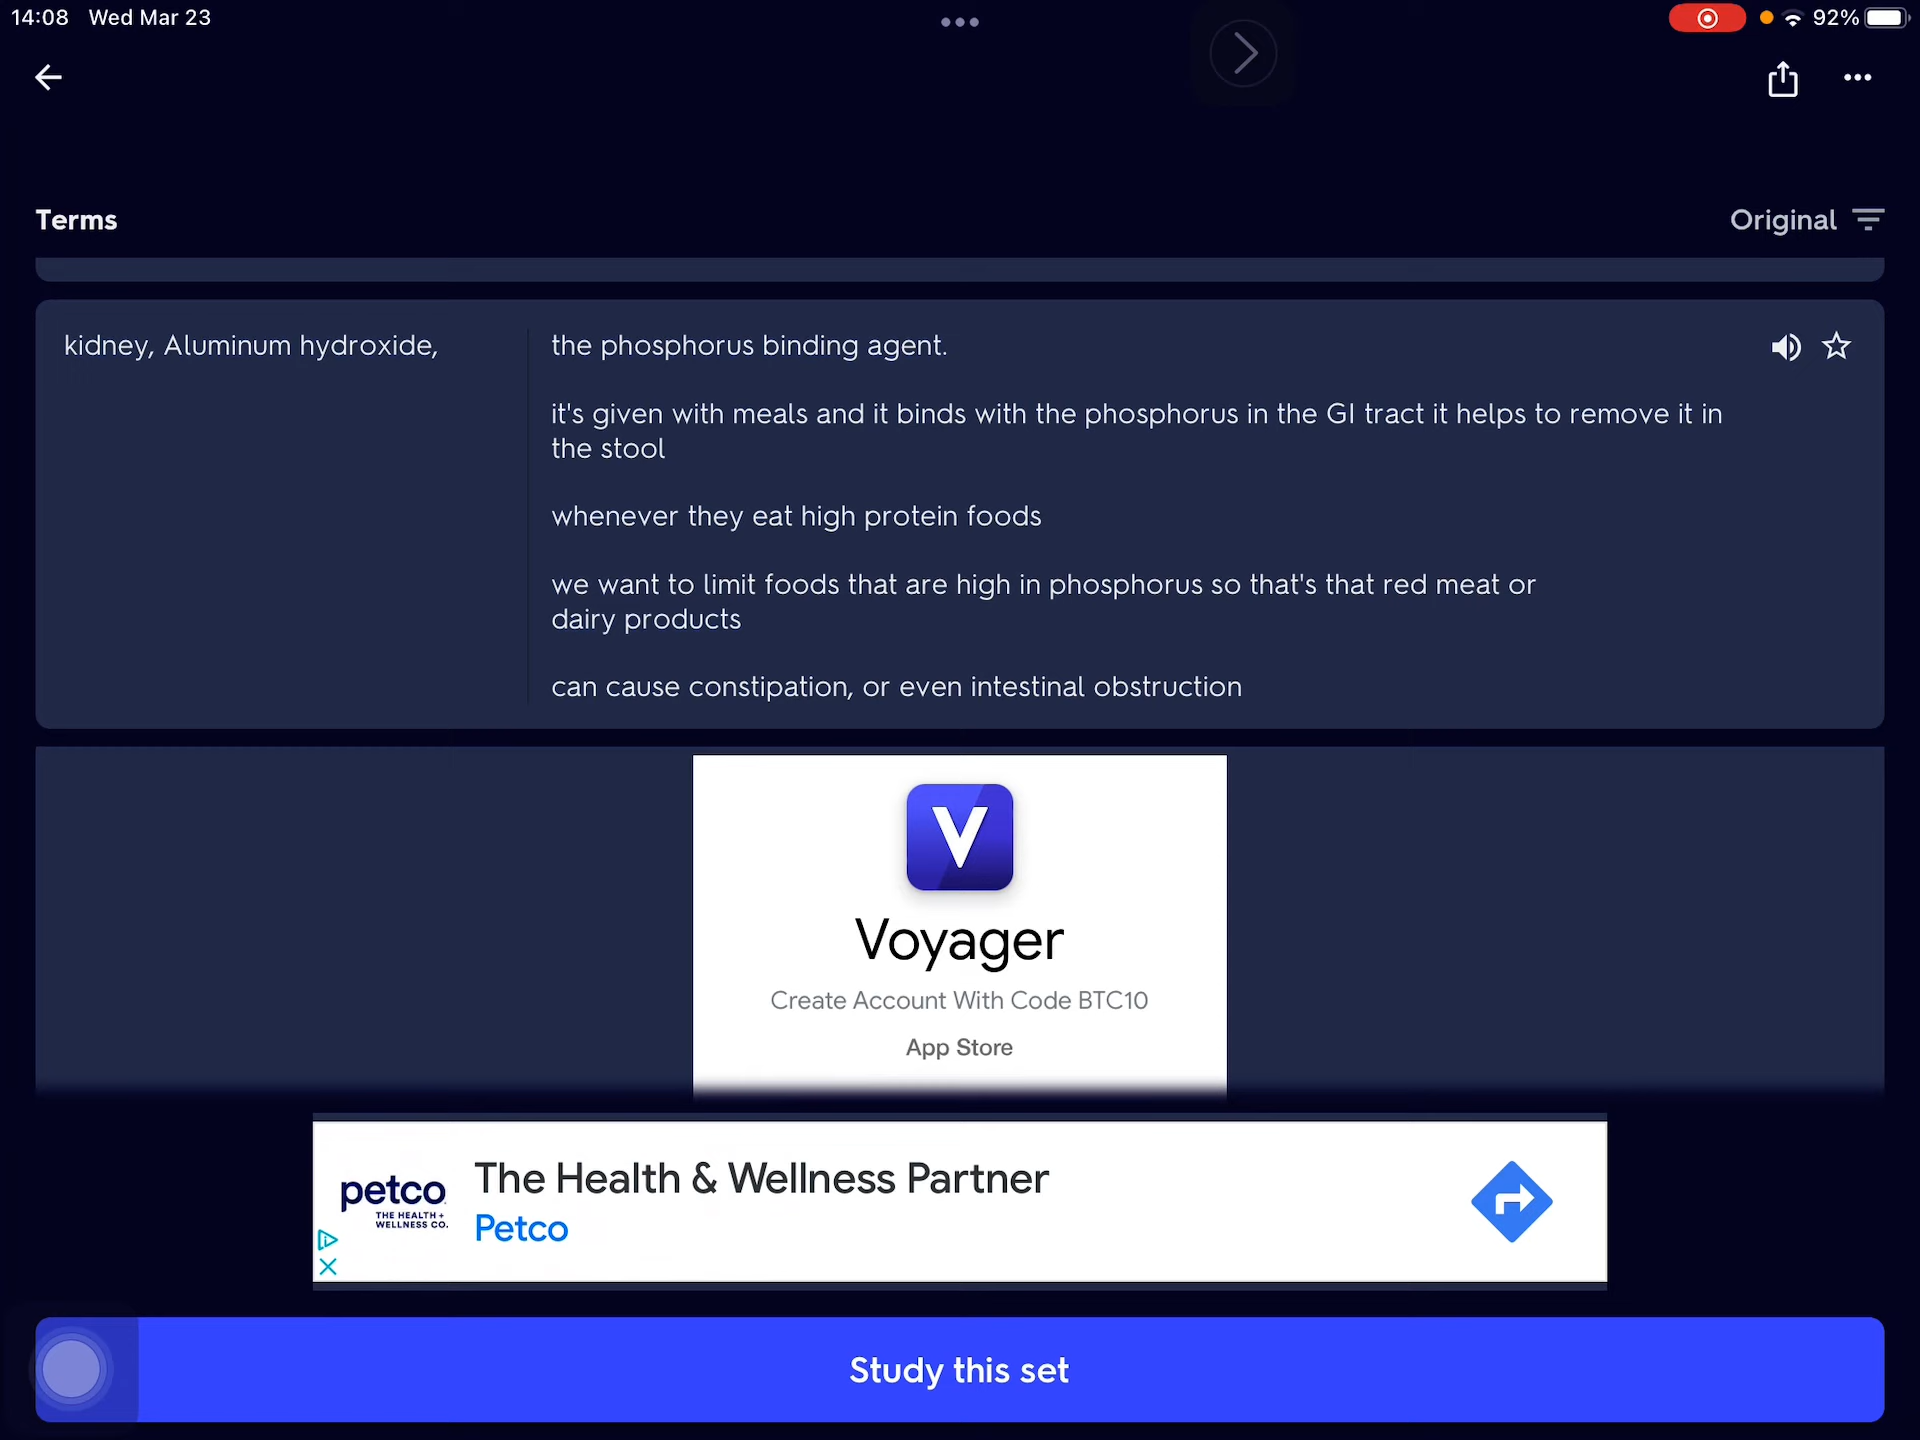 14:08 Wed Mar 23
92%
Terms
Original
kidney, Aluminum hydroxide,
the phosphorus binding agent.
it's given with meals and it binds with the phosphorus in the GI tract it helps to remove it in
the stool
whenever they eat high protein foods
we want to limit foods that are high in phosphorus so that's that red meat or
dairy products
can cause constipation, or even intestinal obstruction
V
Voyager
Create Account With Code BTC10
App Store
petco
THE HEALTH +
WELLNESS CO.
The Health & Wellness Partner
Petco
Study this set